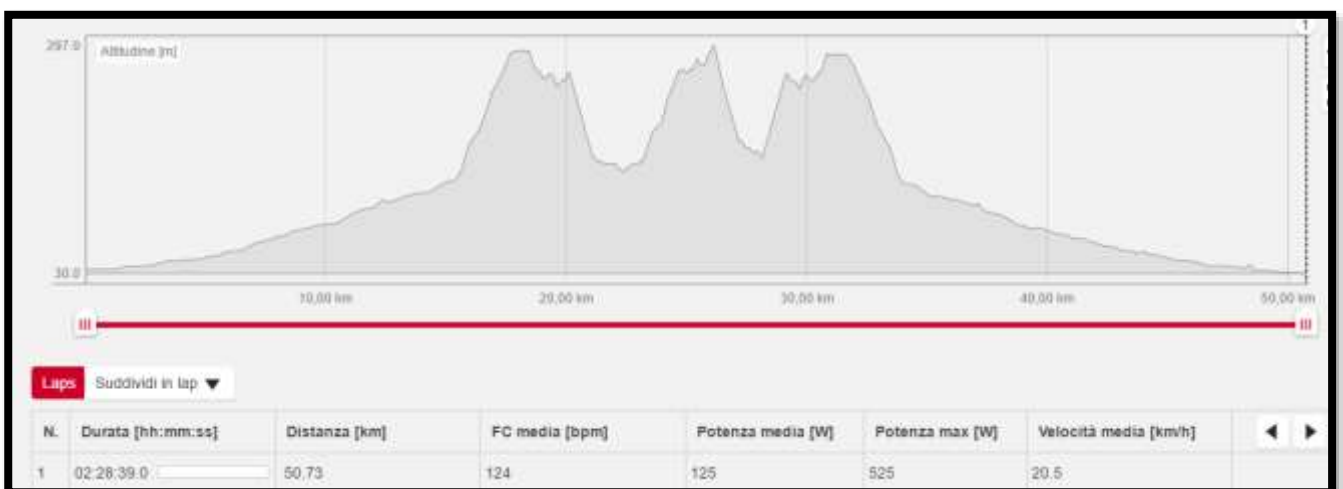 1
297.0
Altitudine [m]
30.0
10,00 km
20,00 km
30,00 km
40,00 km
50,00 km
Laps Suddividi in lap
N. Durata [hh:mm:ss] Distanza [km] FC media [bpm] Potenza media [W] Potenza max [W] Velocità media [km/h]
1 02:28:39.0 50.73 124 125 525 20.5